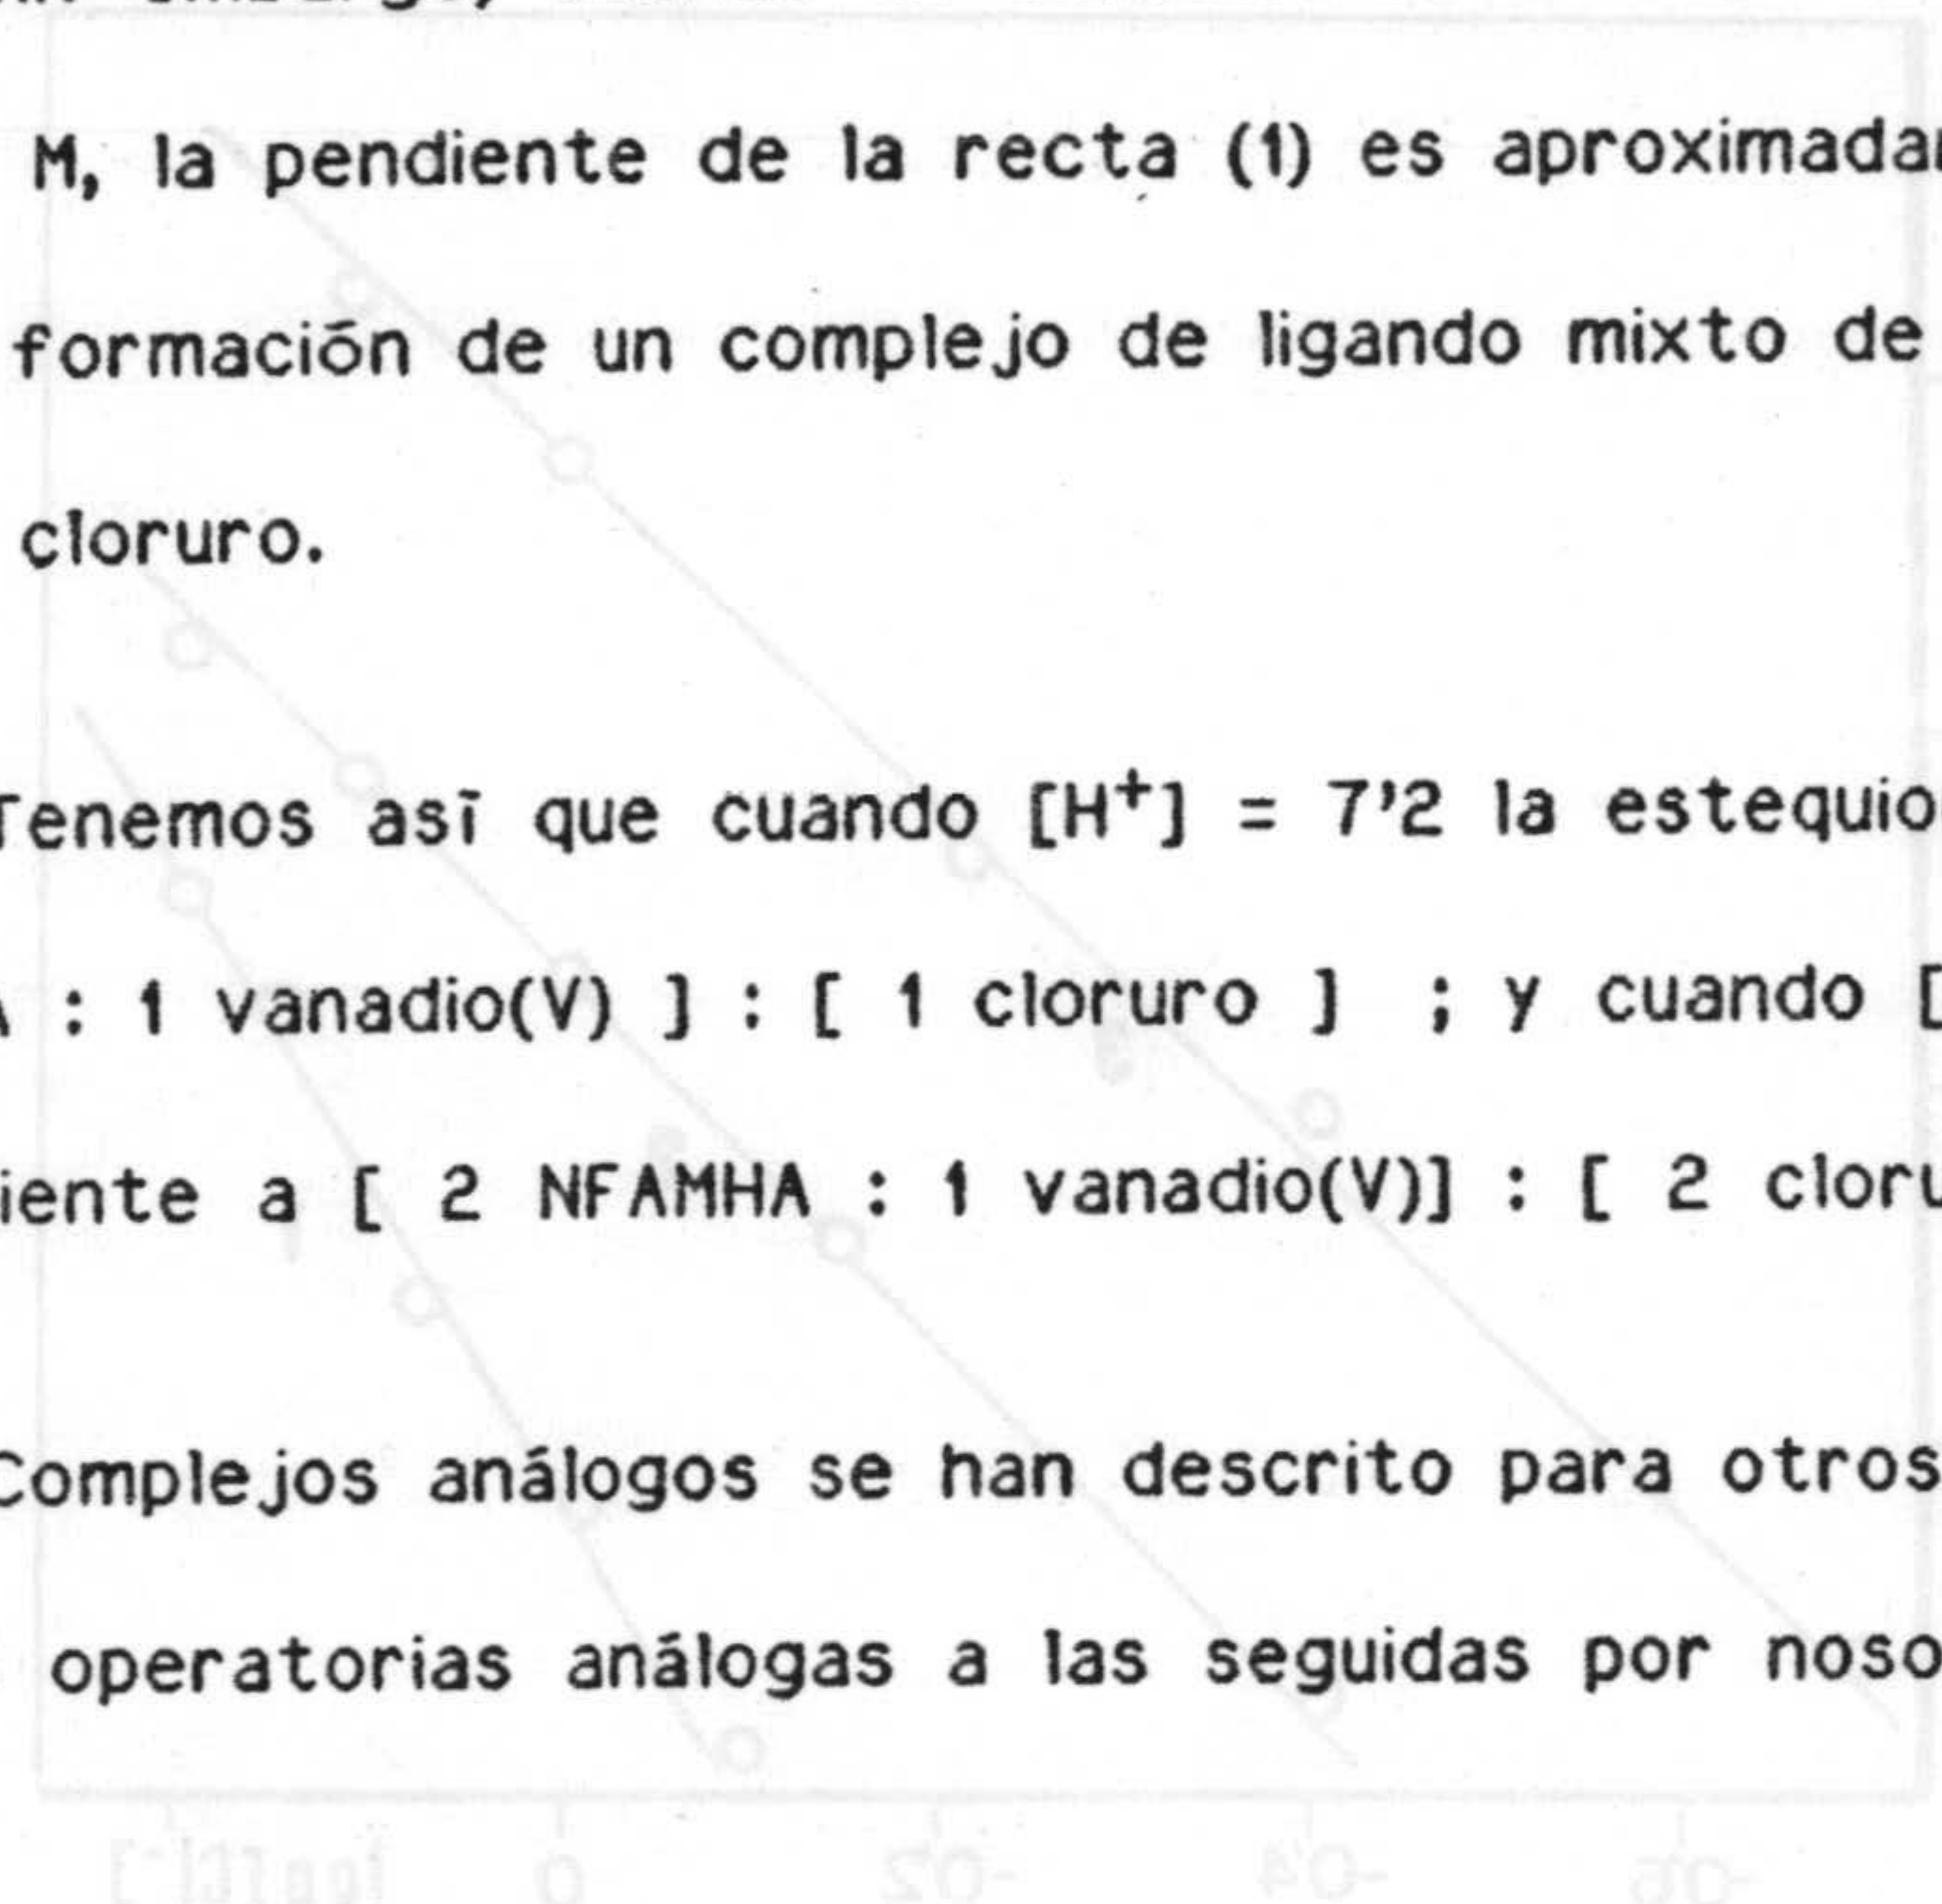 embargo,
M, la pendiente de la recta (1) es aproximadam
formación de un complejo de ligando mixto de
cloruro.
Tenemos así que cuando [H⁺] = 7'2 la estequio
A : 1 vanadio(V) ] : [ 1 cloruro ] ; y cuando [
iente a [ 2 NFAMHA : 1 vanadio(V)] : [ 2 cloru
Complejos análogos se han descrito para otros
operatorias análogas a las seguidas por noso